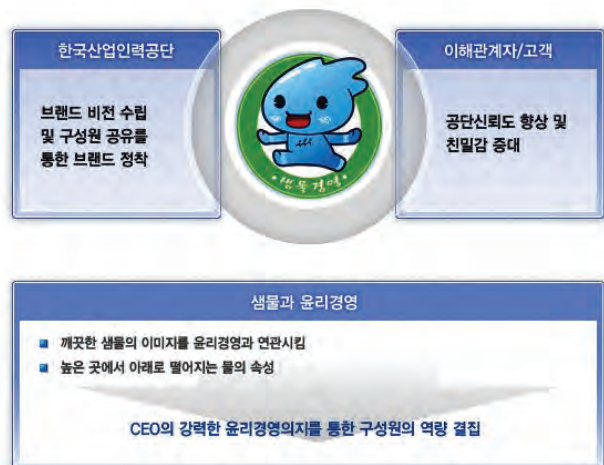 한국산업인력공단
브랜드 비전 수립
및 구성원 공유를
통한 브랜드 정착
•샘물경영•
이해관계자/고객
공단신뢰도 향상 및
친밀감 증대
샘물과 윤리경영
깨끗한 샘물의 이미지를 윤리경영과 연관시킴
높은 곳에서 아래로 떨어지는 물의 속성
CEO의 강력한 윤리경영의지를 통한 구성원의 역량 결집